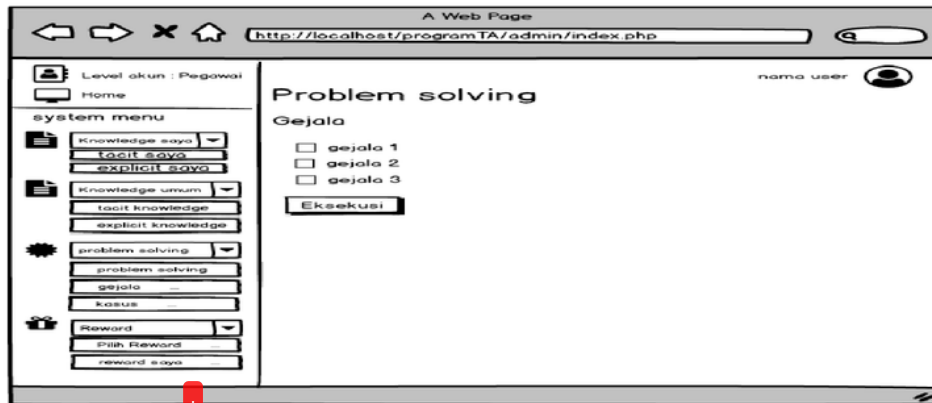 A Web Page
http://localhost/programTA/admin/index.php
Level akun : Pegawai
Home
system menu
Knowledge saya
tacit saya
explicit saya
Knowledge umum
tacit knowledge
explicit knowledge
problem solving
problem solving
gejala
kasus
Reward
Pilih Reward
reward saya
nama user
Problem solving
Gejala
gejala 1
gejala 2
gejala 3
Eksekusi